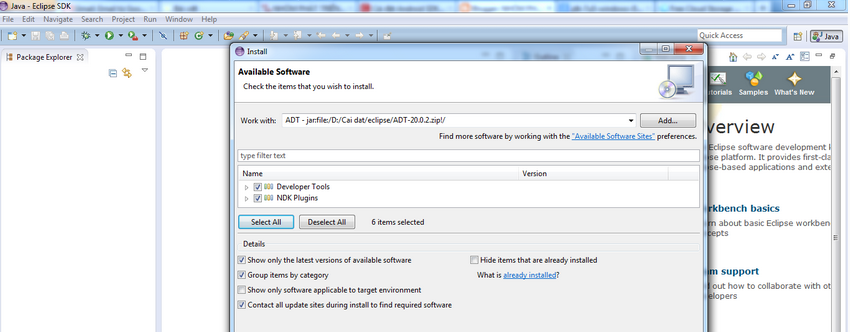 Java - Eclipse SDK
File Edit Navigate Search Project Run Window Help
Quick Access
Java
Package Explorer
Install
Available Software
Check the items that you wish to install.
Work with: ADT - jar:file:/D:/Cai dat/eclipse/ADT-20.0.2.zip!/ Add...
Find more software by working with the "Available Software Sites" preferences.
type filter text
Name Version
Developer Tools
NDK Plugins
Select All Deselect All 6 items selected
Details
Show only the latest versions of available software
Hide items that are already installed
Group items by category
What is already installed?
Show only software applicable to target environment
Contact all update sites during install to find required software
torials Samples What's New
verview
Eclipse software development
se platform. It provides first-cla
se-based applications and exte
rkbench basics
rn about basic Eclipse workben
cepts
m support
d out how to collaborate with ot
elopers